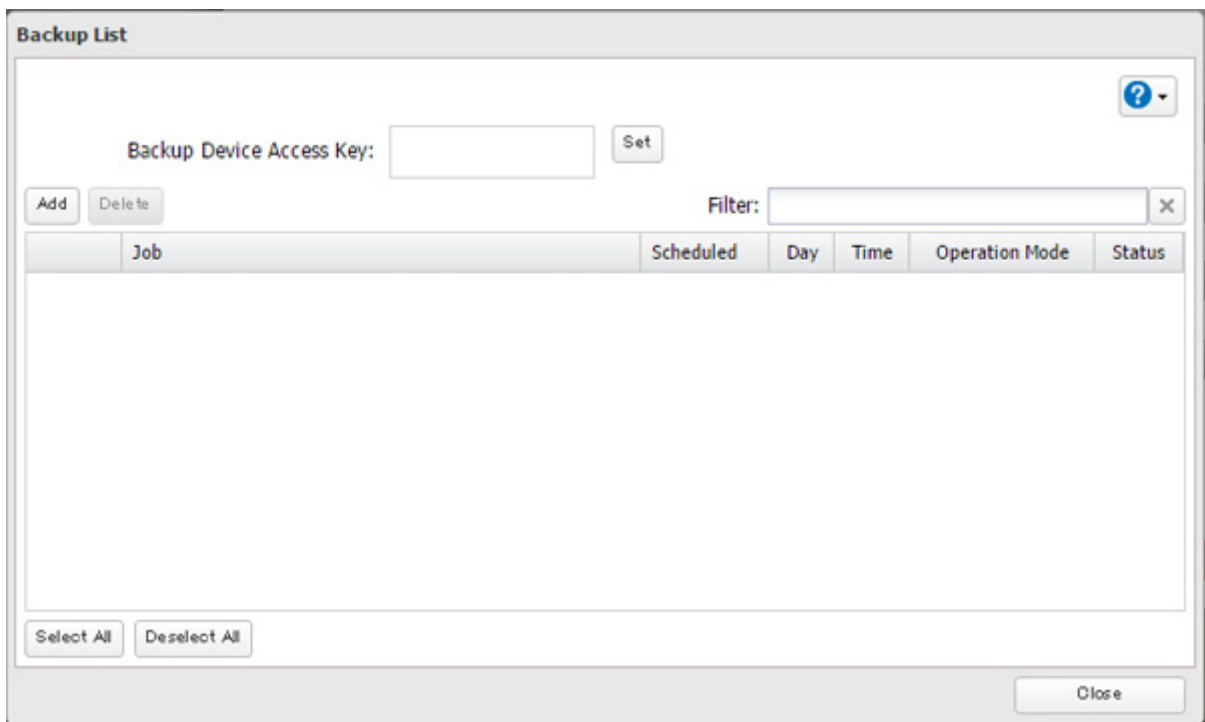 Backup List
?
Backup Device Access Key:
Set
Add Delete Filter:
Job Scheduled Day Time Operation Mode Status
Select All Deselect All
Close